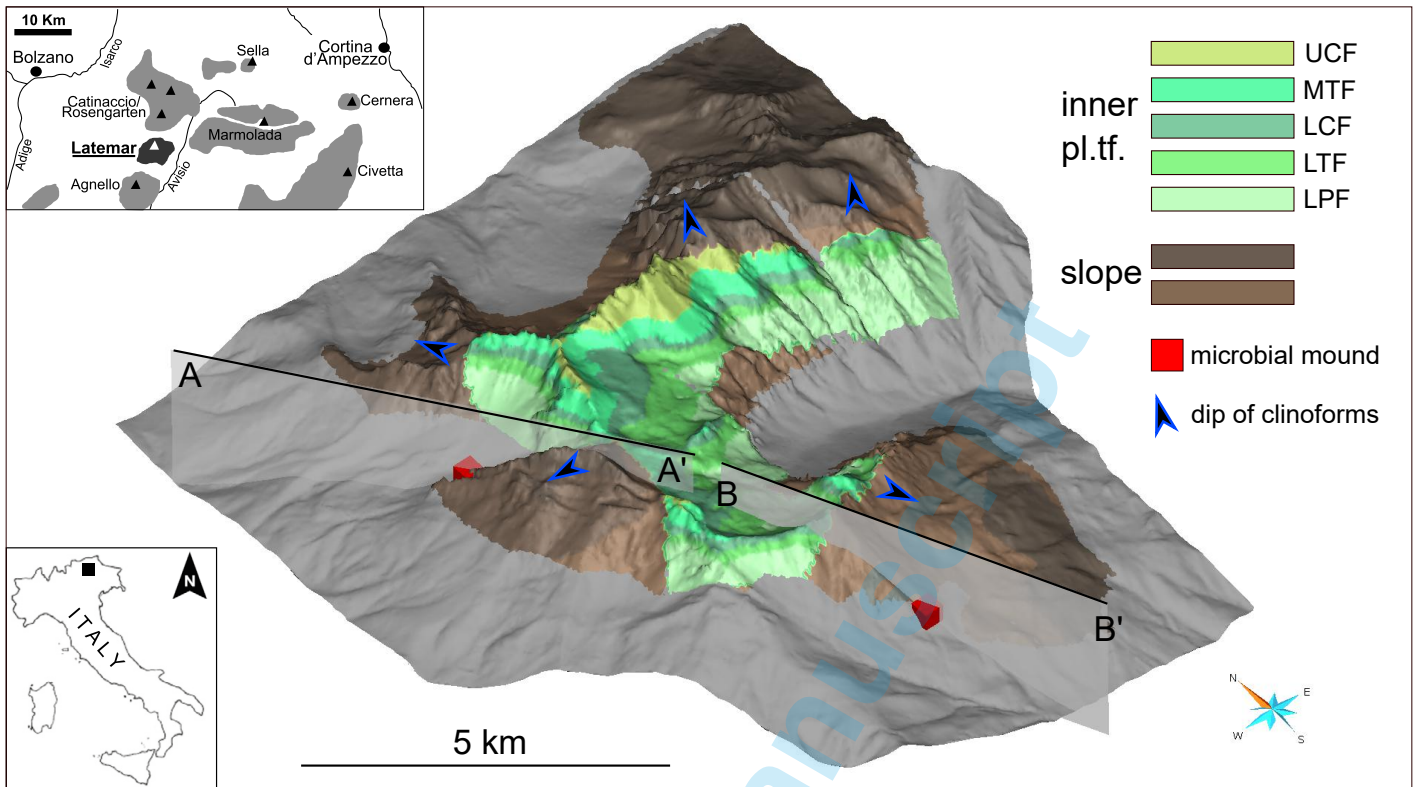 10 Km
Bolzano
Isarco
Sella
Cortina
d'Ampezzo
Catinaccio/
Rosengarten
Cernera
Marmolada
Latemar
Adige
Avisio
Agnello
Civetta
inner
pl.tf.
UCF
MTF
LCF
LTF
LPF
slope
microbial mound
dip of clinoforms
A
A'
B
B'
N
ITALY
5 km
N
E
W
S
nuscript